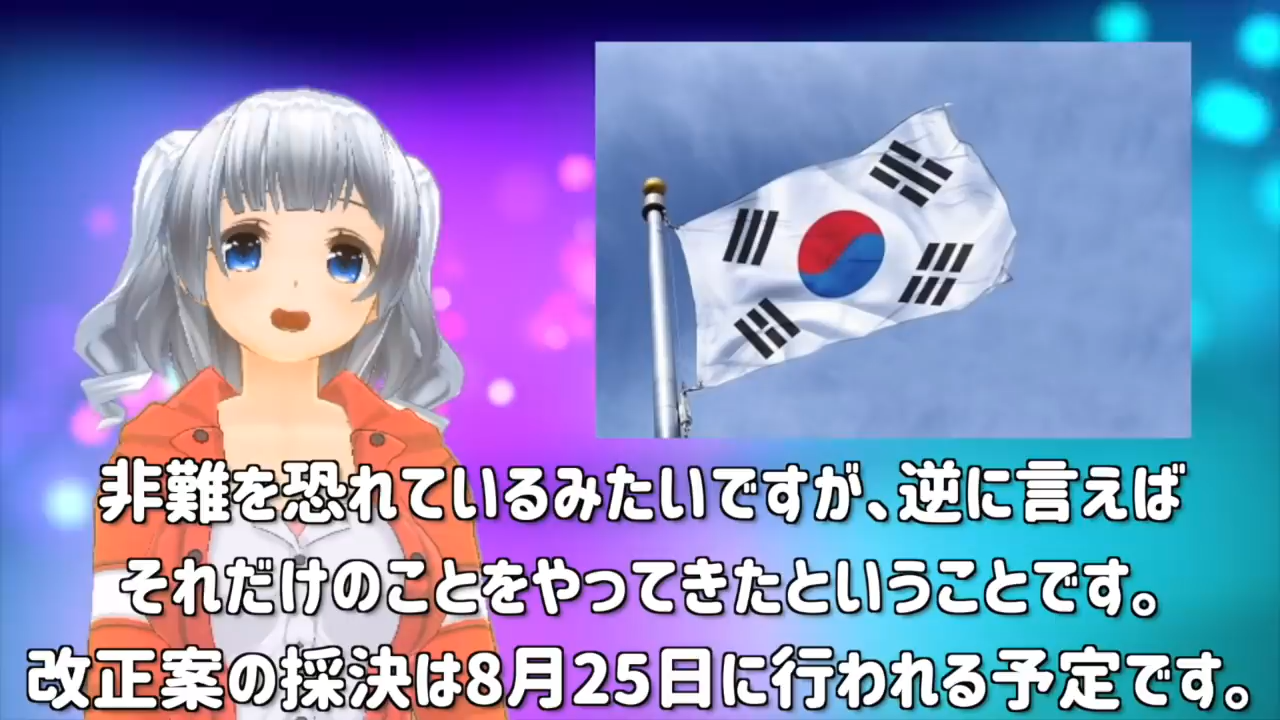 非難を恐れているみたいですが、逆に言えば
それだけのことをやってきたということです。
改正案の採決は8月25日に行われる予定です。